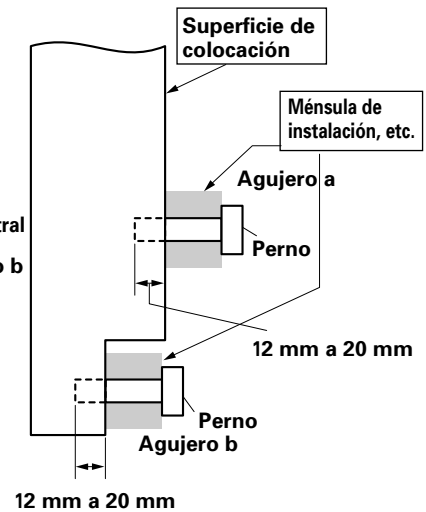 Superficie de
colocación
Ménsula de
instalación, etc.
Agujero a
tral
Perno
o b
12 mm a 20 mm
Perno
Agujero b
12 mm a 20 mm